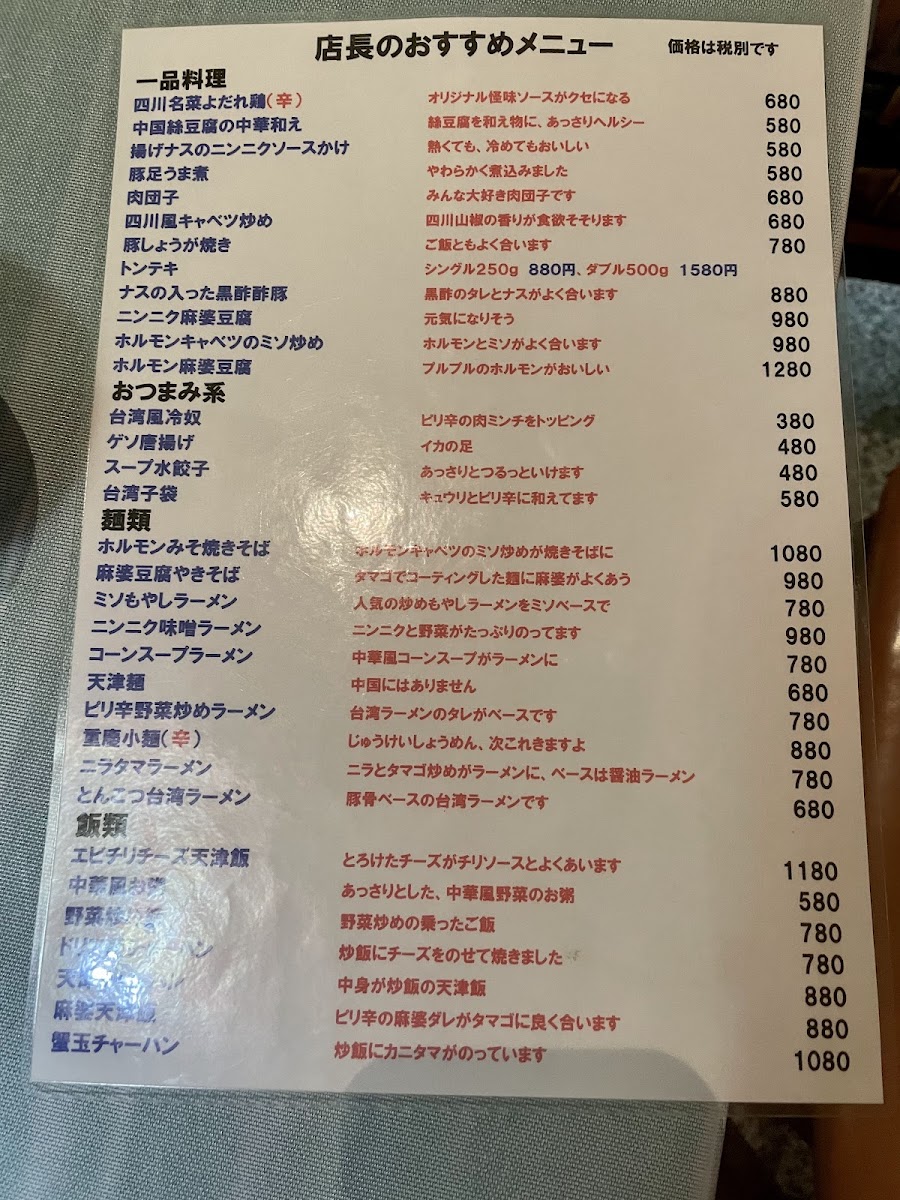 店長のおすすめメニュー 価格は税別です
一品料理
四川名菜よだれ鶏(辛) オリジナル怪味ソースがクセになる 680
中国絲豆腐の中華和え 絲豆腐を和え物に、あっさりヘルシー 580
揚げナスのニンニクソースかけ 熱くても、冷めてもおいしい 580
豚足うま煮 やわらかく煮込みました 580
肉団子 みんな大好き肉団子です 680
四川風キャベツ炒め 四川山椒の香りが食欲そそります 680
豚しょうが焼き ご飯ともよく合います 780
トンテキ シングル250g 880円、ダブル500g 1580円
ナスの入った黒酢酢豚 黒酢のタレとナスがよく合います 880
ニンニク麻婆豆腐 元気になりそう 980
ホルモンキャベツのミソ炒め ホルモンとミソがよく合います 980
ホルモン麻婆豆腐 プルプルのホルモンがおいしい 1280
おつまみ系
台湾風冷奴 ピリ辛の肉ミンチをトッピング 380
ゲソ唐揚げ イカの足 480
スープ水餃子 あっさりとつるっといけます 480
台湾子袋 キュウリとピリ辛に和えてます 580
麺類
ホルモンみそ焼きそば ホルモンキャベツのミソ炒めが焼きそばに 1080
麻婆豆腐やきそば タマゴでコーティングした麺に麻婆がよくあう 980
ミソもやしラーメン 人気の炒めもやしラーメンをミソベースで 780
ニンニク味噌ラーメン ニンニクと野菜がたっぷりのってます 980
コーンスープラーメン 中華風コーンスープがラーメンに 780
天津麺 中国にはありません 680
ピリ辛野菜炒めラーメン 台湾ラーメンのタレがベースです 780
重慶小麺(辛) じゅうけいしょうめん、次これきますよ 880
ニラタマラーメン ニラとタマゴ炒めがラーメンに、ベースは醤油ラーメン 780
とんこつ台湾ラーメン 豚骨ベースの台湾ラーメンです 680
飯類
エビチリチーズ天津飯 とろけたチーズがチリソースとよくあいます 1180
中華風お粥 あっさりとした、中華風野菜のお粥 580
野菜炒め 野菜炒めの乗ったご飯 780
炒飯にチーズをのせて焼きました 780
中身が炒飯の天津飯 880
麻婆天津飯 ピリ辛の麻婆ダレがタマゴに良く合います 880
蟹玉チャーハン 炒飯にカニタマがのっています 1080